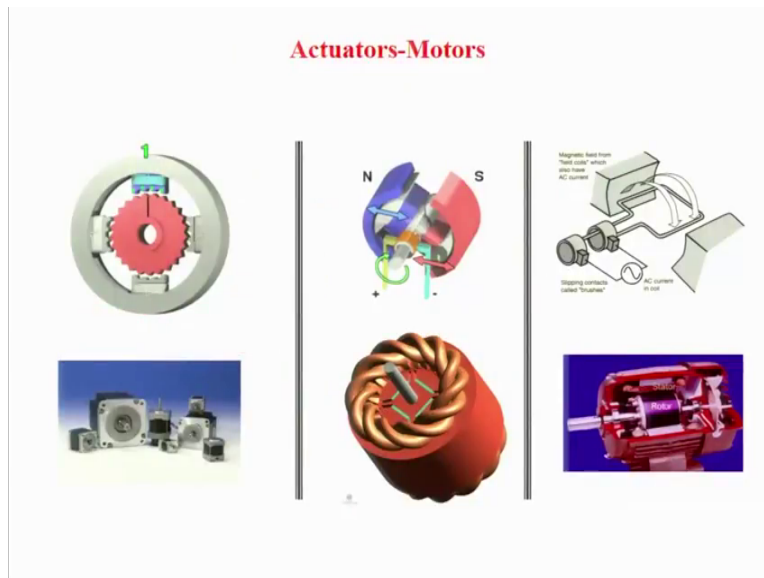 Actuators-Motors
1
N
S
+
-
Magnetic field from
"field coils" which
also have
AC current
Slipping contacts
called "brushes"
AC current
in coil
Stator
Rotor